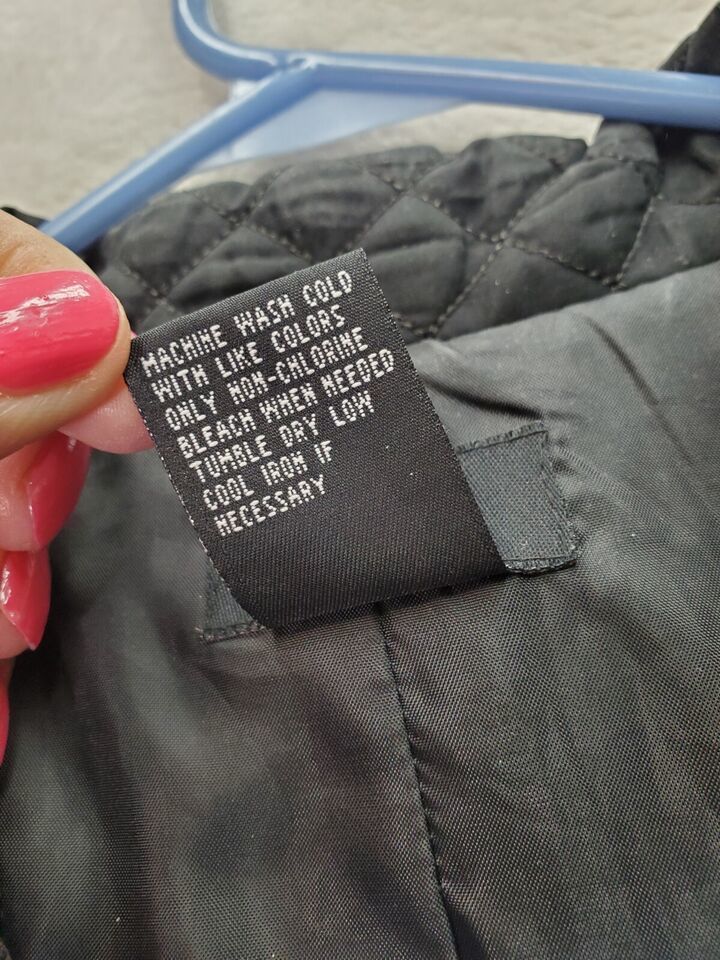 MACHINE WASH COLD
WITH LIKE COLORS
ONLY NON-CHLORINE
BLEACH WHEN NEEDED
TUMBLE DRY LOW
COOL IRON IF
NECESSARY